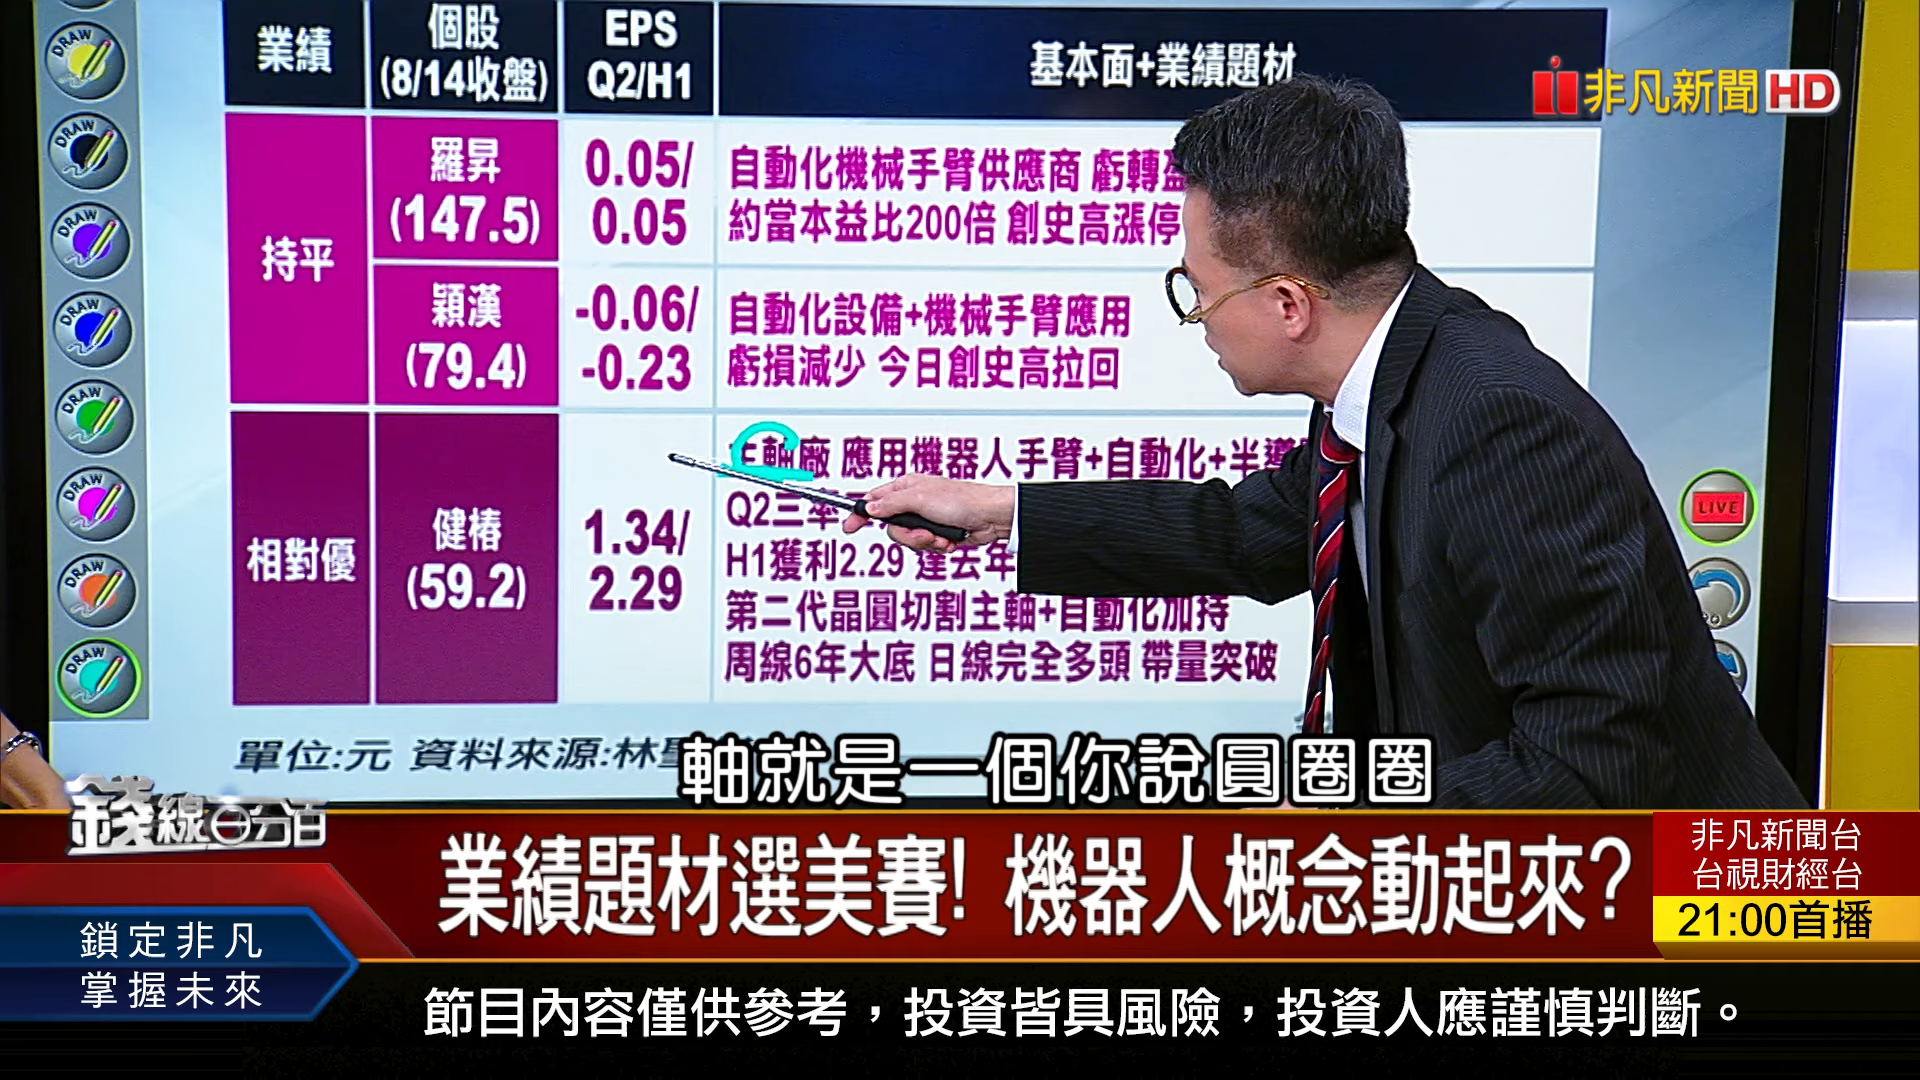 業績
個股
(8/14收盤)
EPS
Q2/H1
基本面+業績題材
非凡新聞HD
持平
羅昇
(147.5)
0.05/
0.05
自動化機械手臂供應商 虧轉
約當本益比200倍 創史高漲停
穎漢
(79.4)
-0.06/
-0.23
自動化設備+機械手臂應用
虧損減少 今日創史高拉回
相對優
健椿
(59.2)
1.34/
2.29
主軸廠 應用機器人手臂+自動化+半
Q2三率
H1獲利2.29 達去年
第二代晶圓切割主軸+自動化加持
周線6年大底 日線完全多頭 帶量突破
單位:元 資料來源:林
DRAW
DRAW
DRAW
DRAW
DRAW
DRAW
DRAW
DRAW
LIVE
軸就是一個你說圓圈圈
錢線百分百
業績題材選美賽! 機器人概念動起來?
非凡新聞台
台視財經台
21:00首播
鎖定非凡
掌握未來
節目內容僅供參考，投資皆具風險，投資人應謹慎判斷。